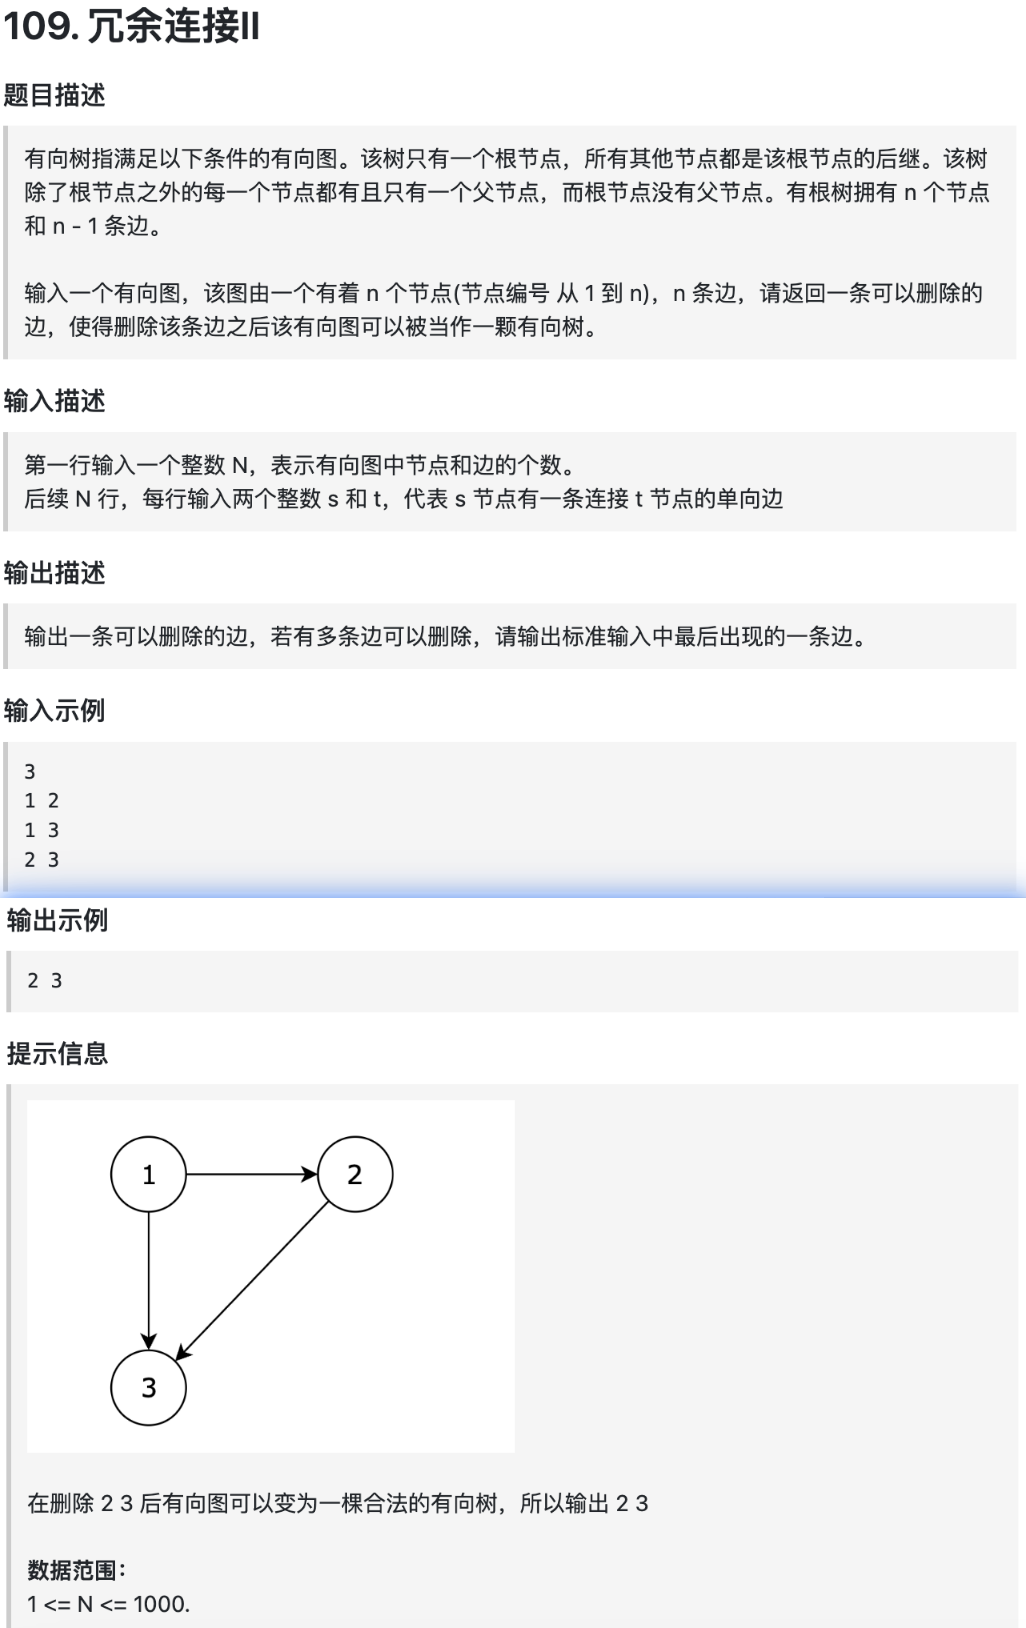 109. 冗余连接II
题目描述
有向树指满足以下条件的有向图。该树只有一个根节点，所有其他节点都是该根节点的后继。该树
除了根节点之外的每一个节点都有且只有一个父节点，而根节点没有父节点。有根树拥有 n 个节点
和 n - 1 条边。
输入一个有向图，该图由一个有着 n 个节点(节点编号 从 1 到 n)，n 条边，请返回一条可以删除的
边，使得删除该条边之后该有向图可以被当作一颗有向树。
输入描述
第一行输入一个整数 N，表示有向图中节点和边的个数。
后续 N 行，每行输入两个整数 s 和 t，代表 s 节点有一条连接 t 节点的单向边
输出描述
输出一条可以删除的边，若有多条边可以删除，请输出标准输入中最后出现的一条边。
输入示例
3
1 2
1 3
2 3
输出示例
2 3
提示信息
1
2
3
在删除 2 3 后有向图可以变为一棵合法的有向树，所以输出 2 3
数据范围：
1 <= N <= 1000.